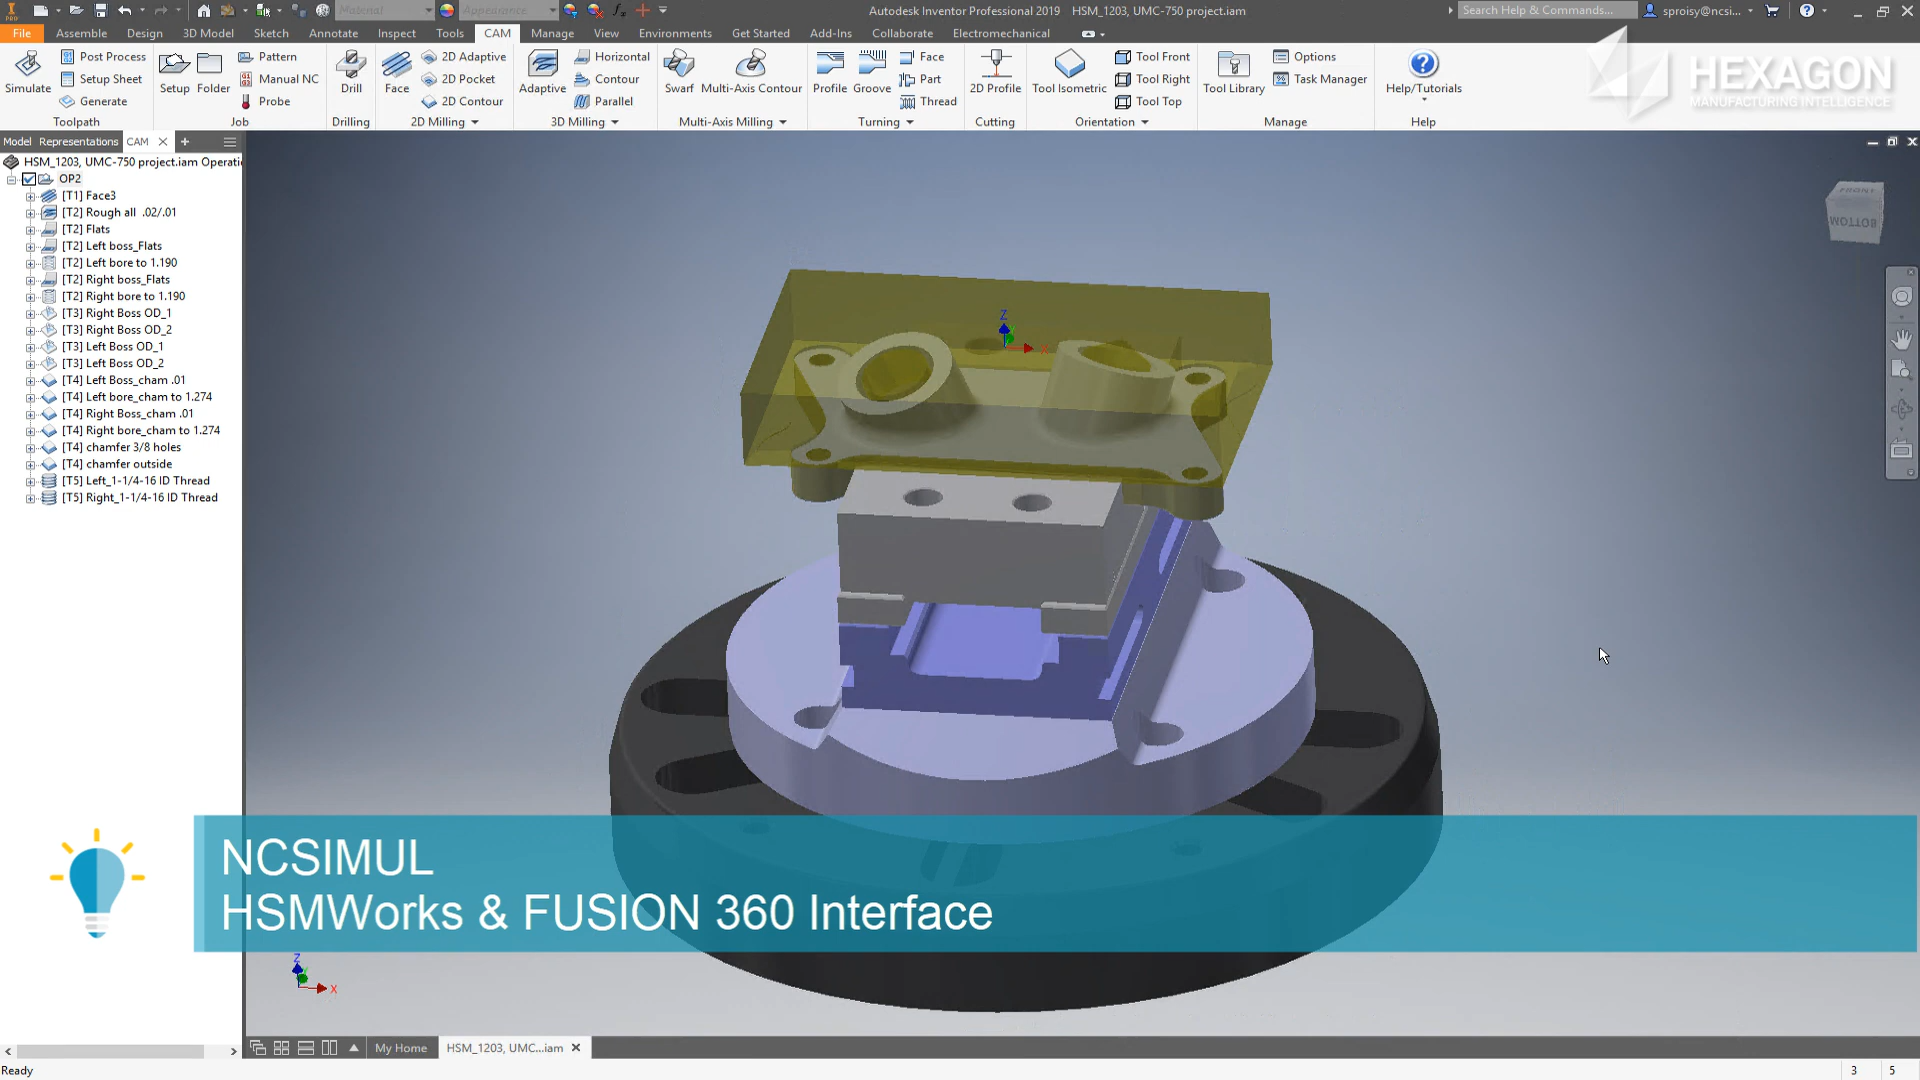 Material
Appearance
Autodesk Inventor Professional 2019 HSM_1203, UMC-750 project.iam
Search Help & Commands...
sproisy@ncsi...
File Assemble Design 3D Model Sketch Annotate Inspect Tools CAM Manage View Environments Get Started Add-Ins Collaborate Electromechanical
Simulate
Post Process
Setup Sheet
Generate
Toolpath
Setup
Folder
Pattern
Manual NC
Probe
Job
Drill
Drilling
Face
2D Adaptive
2D Pocket
2D Contour
2D Milling
Adaptive
Horizontal
Contour
Parallel
3D Milling
Swarf
Multi-Axis Contour
Multi-Axis Milling
Profile
Groove
Face
Part
Thread
Turning
2D Profile
Cutting
Tool Isometric
Tool Front
Tool Right
Tool Top
Orientation
Tool Library
Options
Task Manager
Manage
Help/Tutorials
Help
HEXAGON
MANUFACTURING INTELLIGENCE
Model Representations CAM
HSM_1203, UMC-750 project.iam Operati
OP2
[T1] Face3
[T2] Rough all .02/.01
[T2] Flats
[T2] Left boss_Flats
[T2] Left bore to 1.190
[T2] Right boss_Flats
[T2] Right bore to 1.190
[T3] Right Boss OD_1
[T3] Right Boss OD_2
[T3] Left Boss OD_1
[T3] Left Boss OD_2
[T4] Left Boss_cham .01
[T4] Left bore_cham to 1.274
[T4] Right Boss_cham .01
[T4] Right bore_cham to 1.274
[T4] chamfer 3/8 holes
[T4] chamfer outside
[T5] Left_1-1/4-16 ID Thread
[T5] Right_1-1/4-16 ID Thread
FRONT
BOTTOM
Z
X
NCSIMUL
HSMWorks & FUSION 360 Interface
Z
X
My Home
HSM_1203, UMC...iam
Ready
3 5